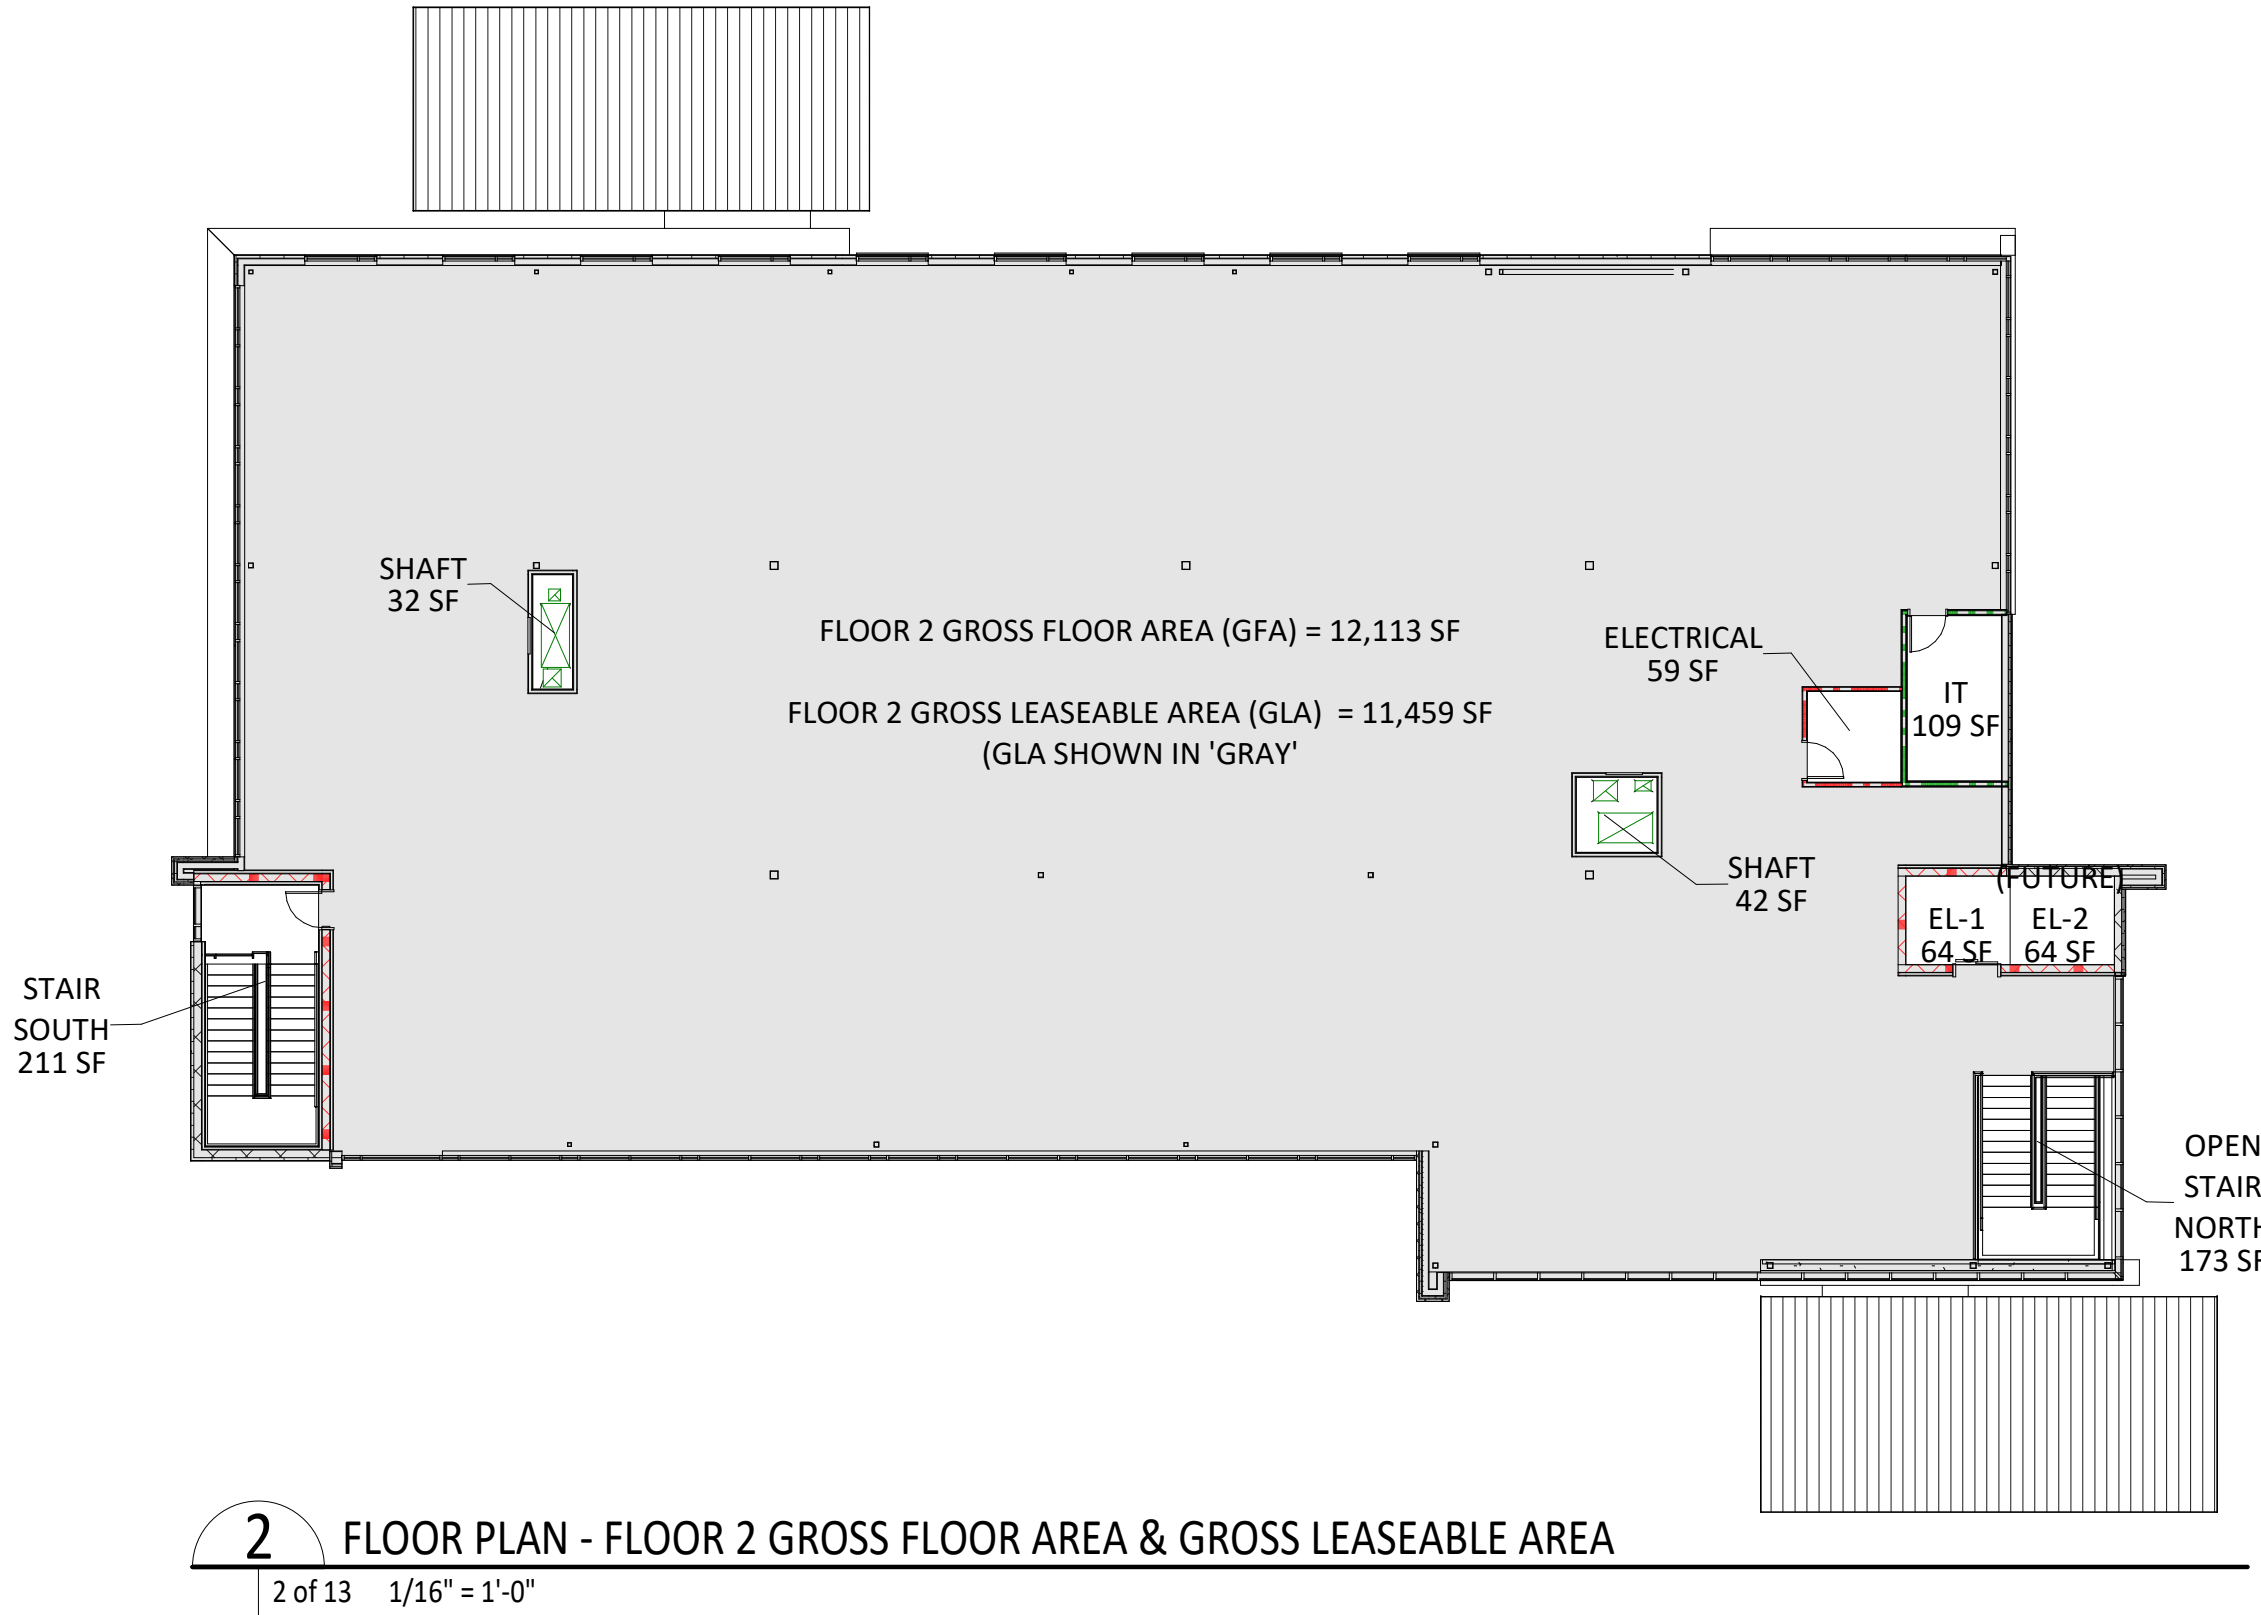 SHAFT
32 SF
FLOOR 2 GROSS FLOOR AREA (GFA) = 12,113 SF
FLOOR 2 GROSS LEASEABLE AREA (GLA) = 11,459 SF
(GLA SHOWN IN 'GRAY'
ELECTRICAL
59 SF
IT
109 SF
SHAFT
42 SF
(FUTURE)
EL-1
64 SF
EL-2
64 SF
STAIR
SOUTH
211 SF
OPEN
STAIR
NORTH
173 SF
2
FLOOR PLAN - FLOOR 2 GROSS FLOOR AREA & GROSS LEASEABLE AREA
2 of 13 1/16" = 1'-0"